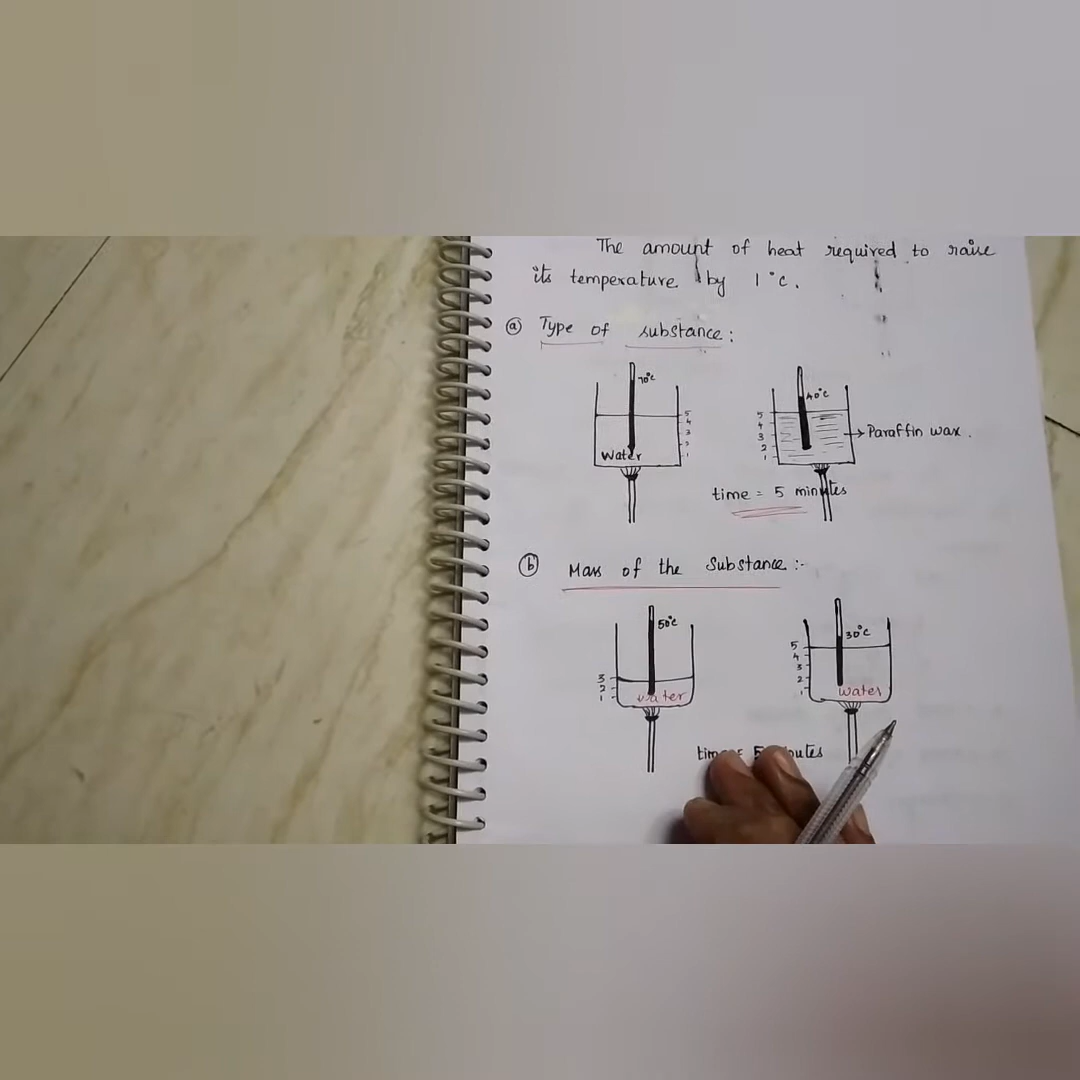 The amount of heat required to raise
its temperature by 1°c.
ⓐ Type of substance:
70°c
40°c
5
4
3
2
1
5
4
3
2
1
Paraffin wax.
Water
time = 5 minutes
ⓑ Mass of the Substance :-
50°c
30°c
3
2
1
5
4
3
2
1
water
water